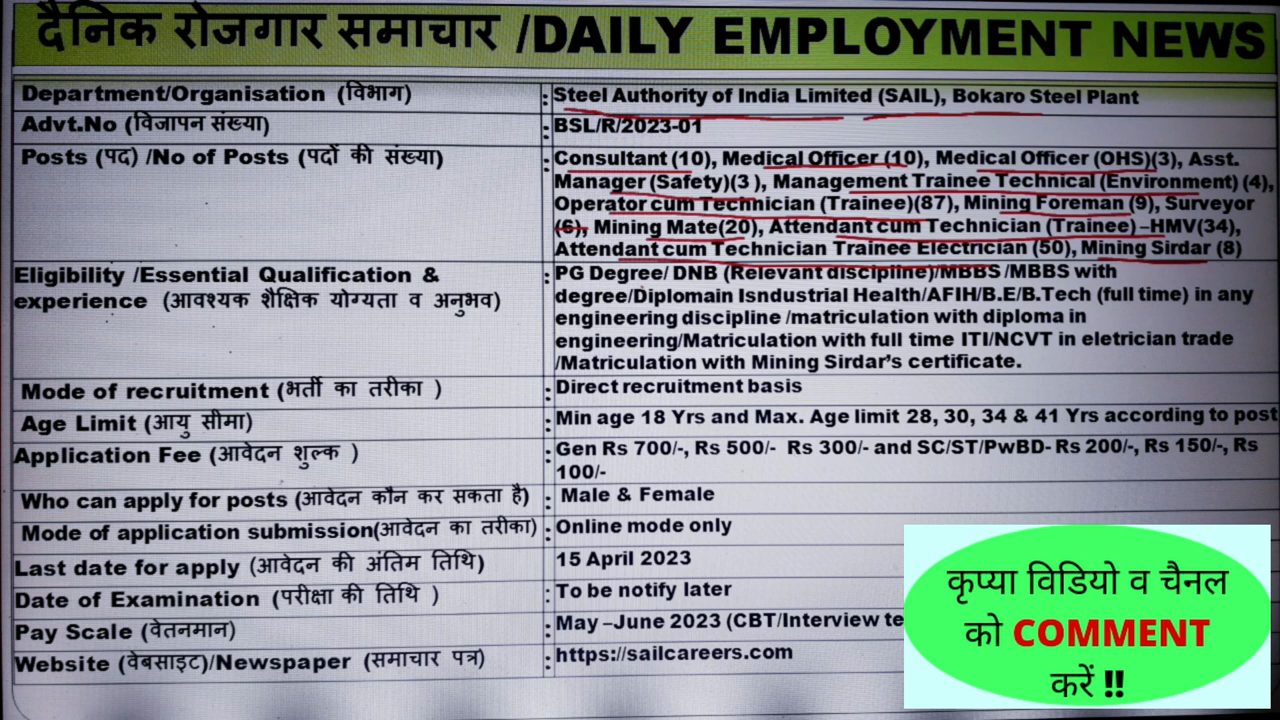 दैनिक रोजगार समाचार /DAILY EMPLOYMENT NEWS
Department/Organisation (विभाग) : Steel Authority of India Limited (SAIL), Bokaro Steel Plant
Advt.No (विज्ञापन संख्या) : BSL/R/2023-01
Posts (पद) /No of Posts (पदों की संख्या) : Consultant (10), Medical Officer (10), Medical Officer (OHS)(3), Asst.
Manager (Safety)(3 ), Management Trainee Technical (Environment) (4),
Operator cum Technician (Trainee)(87), Mining Foreman (9), Surveyor
(6), Mining Mate(20), Attendant cum Technician (Trainee) –HMV(34),
Attendant cum Technician Trainee Electrician (50), Mining Sirdar (8)
Eligibility /Essential Qualification & : PG Degree/ DNB (Relevant discipline)/MBBS /MBBS with
experience (आवश्यक शैक्षिक योग्यता व अनुभव) degree/Diplomain Isndustrial Health/AFIH/B.E/B.Tech (full time) in any
engineering discipline /matriculation with diploma in
engineering/Matriculation with full time ITI/NCVT in eletrician trade
/Matriculation with Mining Sirdar's certificate.
Mode of recruitment (भर्ती का तरीका ) : Direct recruitment basis
Age Limit (आयु सीमा) : Min age 18 Yrs and Max. Age limit 28, 30, 34 & 41 Yrs according to post
Application Fee (आवेदन शुल्क ) : Gen Rs 700/-, Rs 500/- Rs 300/- and SC/ST/PwBD- Rs 200/-, Rs 150/-, Rs
100/-
Who can apply for posts (आवेदन कौन कर सकता है) : Male & Female
Mode of application submission(आवेदन का तरीका) : Online mode only
Last date for apply (आवेदन की अंतिम तिथि) : 15 April 2023
Date of Examination (परीक्षा की तिथि ) : To be notify later
Pay Scale (वेतनमान) : May –June 2023 (CBT/Interview te
Website (वेबसाइट)/Newspaper (समाचार पत्र) : https://sailcareers.com
कृप्या विडियो व चैनल
को COMMENT
करें !!